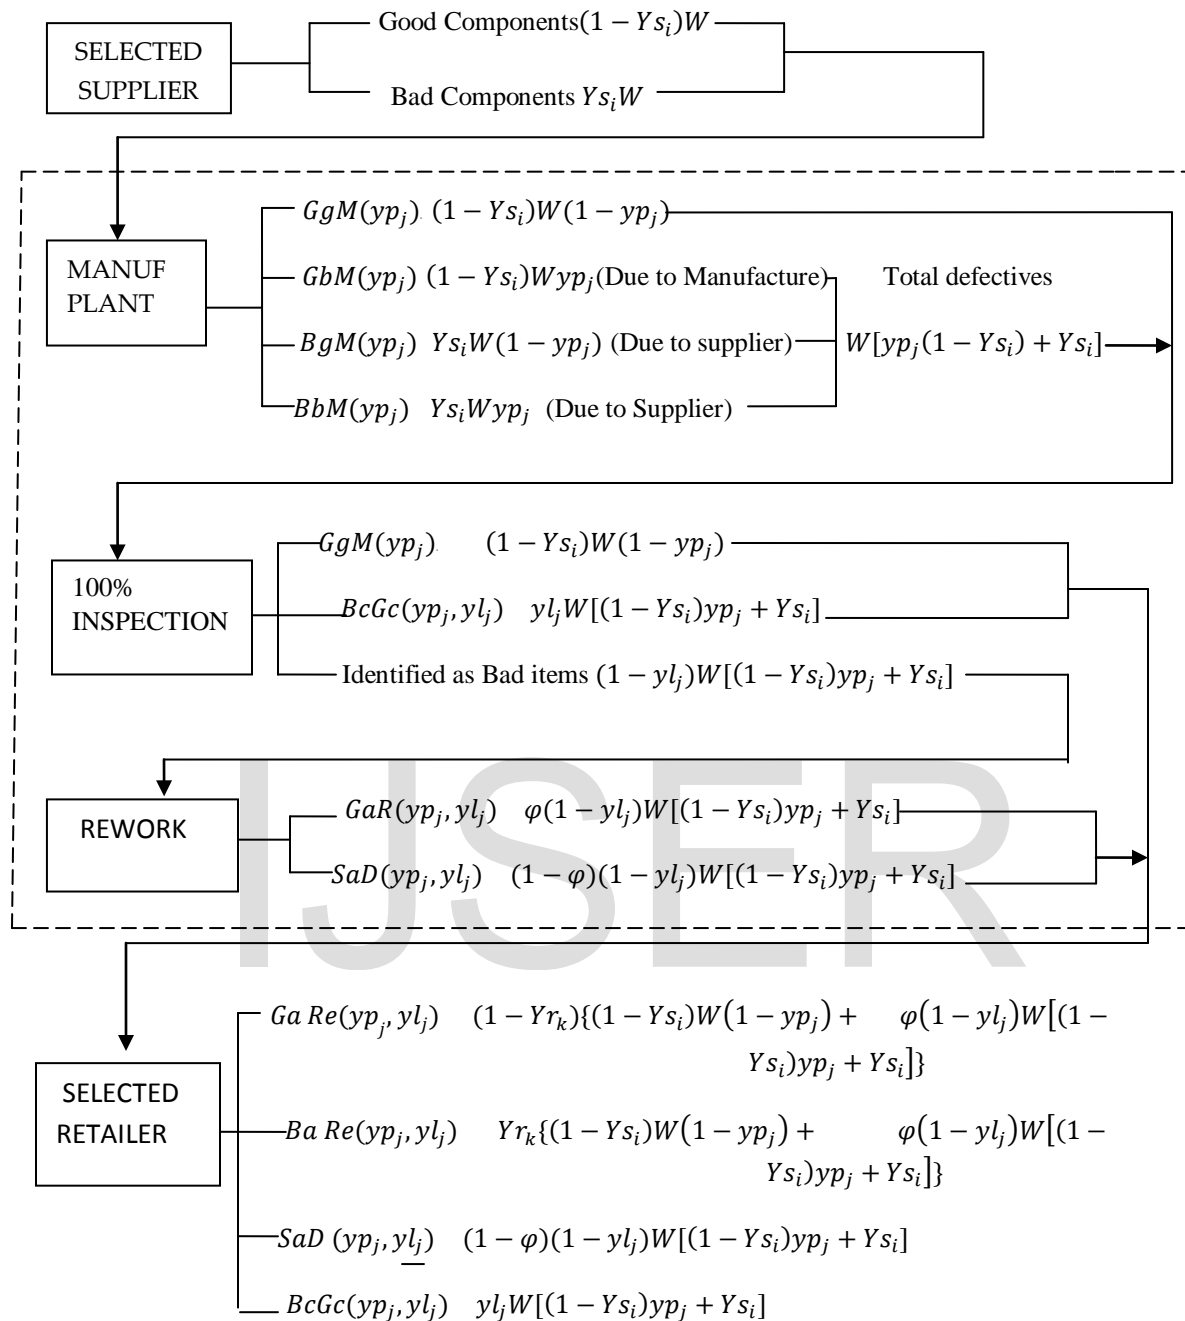 Good Components(1 − Ys_i)W
SELECTED
SUPPLIER
Bad Components Ys_iW
GgM(yp_j) (1 − Ys_i)W(1 − yp_j)
MANUF
PLANT
GbM(yp_j) (1 − Ys_i)Wyp_j(Due to Manufacture) Total defectives
BgM(yp_j) Ys_iW(1 − yp_j) (Due to supplier) W[yp_j(1 − Ys_i) + Ys_i]
BbM(yp_j) Ys_iWyp_j (Due to Supplier)
GgM(yp_j). (1 − Ys_i)W(1 − yp_j)
100%
INSPECTION
BcGc(yp_j, yl_j) yl_jW[(1 − Ys_i)yp_j + Ys_i]
Identified as Bad items (1 − yl_j)W[(1 − Ys_i)yp_j + Ys_i]
IJSER
REWORK
GaR(yp_j, yl_j) φ(1 − yl_j)W[(1 − Ys_i)yp_j + Ys_i]
SaD(yp_j, yl_j) (1 − φ)(1 − yl_j)W[(1 − Ys_i)yp_j + Ys_i]
Ga Re(yp_j, yl_j) (1 − Yr_k){(1 − Ys_i)W(1 − yp_j) + φ(1 − yl_j)W[(1 −
Ys_i)yp_j + Ys_i]}
SELECTED
RETAILER
Ba Re(yp_j, yl_j) Yr_k{(1 − Ys_i)W(1 − yp_j) + φ(1 − yl_j)W[(1 −
Ys_i)yp_j + Ys_i]}
SaD (yp_j, yl_j) (1 − φ)(1 − yl_j)W[(1 − Ys_i)yp_j + Ys_i]
BcGc(yp_j, yl_j) yl_jW[(1 − Ys_i)yp_j + Ys_i]